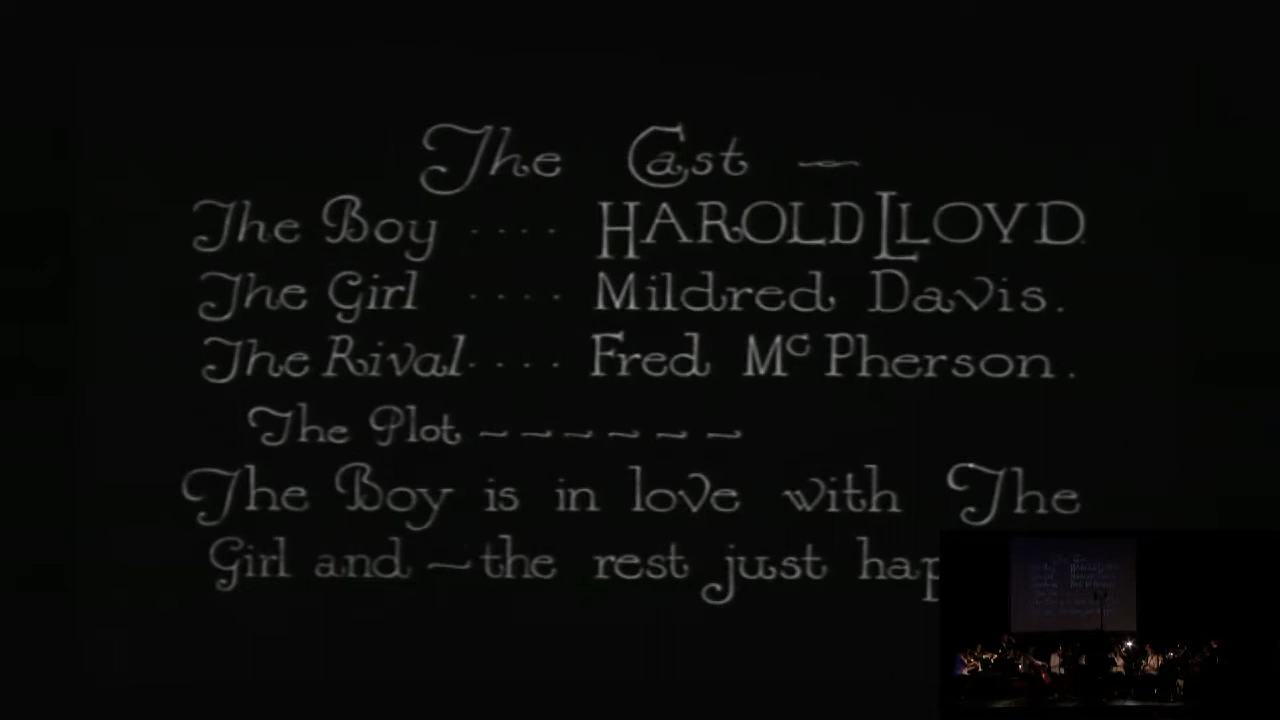 The Cast ~
The Boy .... HAROLD LLOYD.
The Girl .... Mildred Davis.
The Rival .... Fred McPherson.
The Plot ~~~~~~
The Boy is in love with The
Girl and ~ the rest just